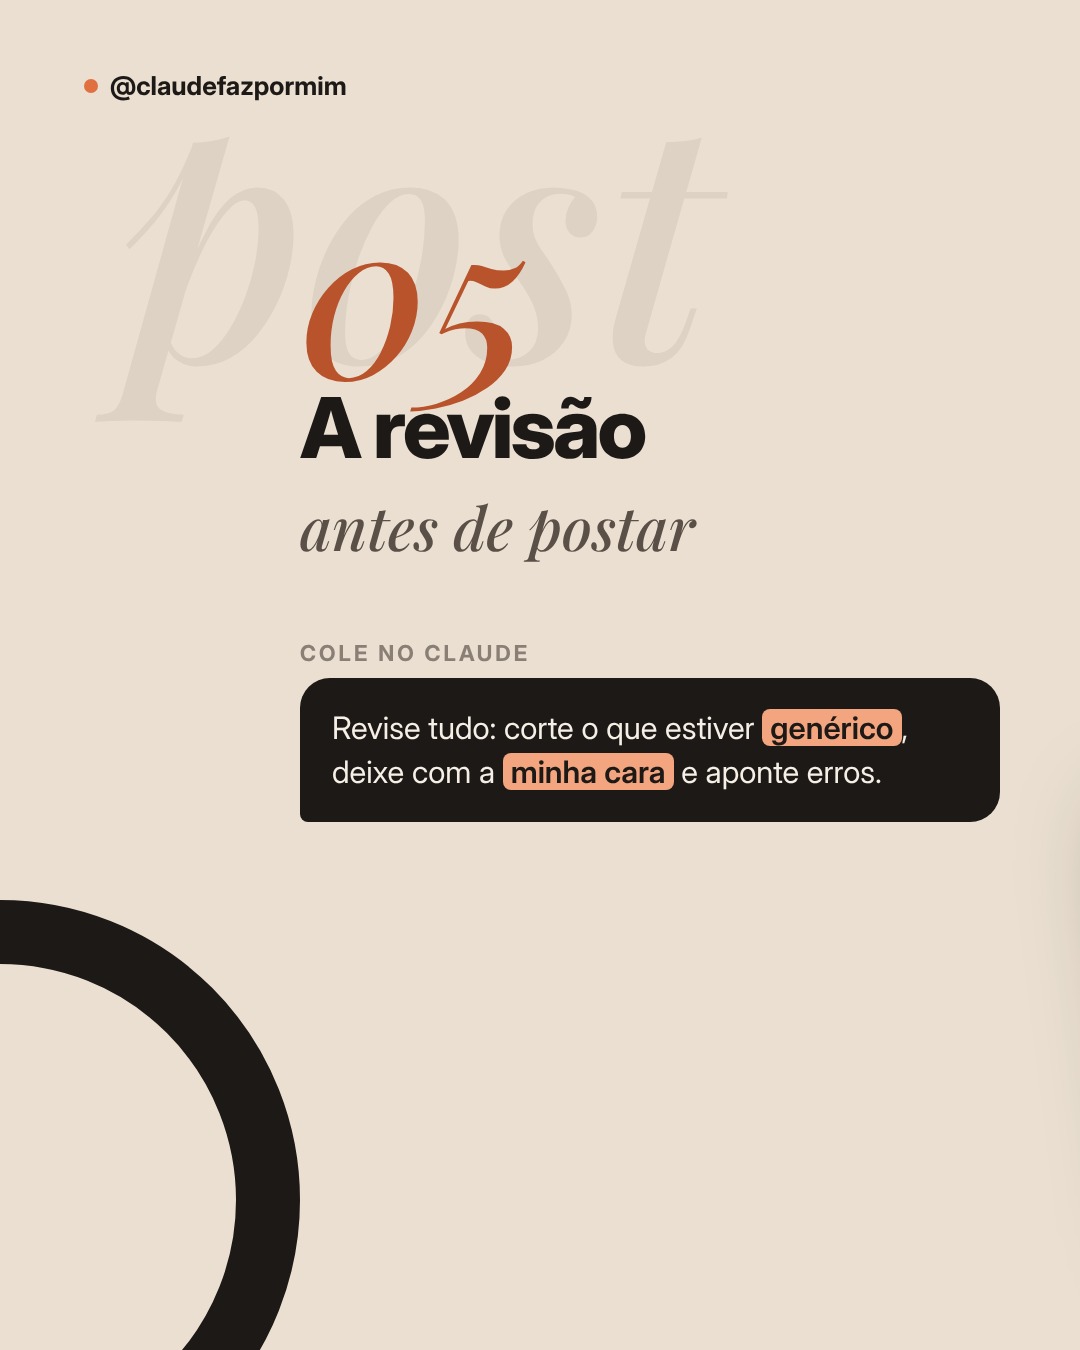 @claudefazpormim
post
05
A revisão
antes de postar
COLE NO CLAUDE
Revise tudo: corte o que estiver genérico,
deixe com a minha cara e aponte erros.